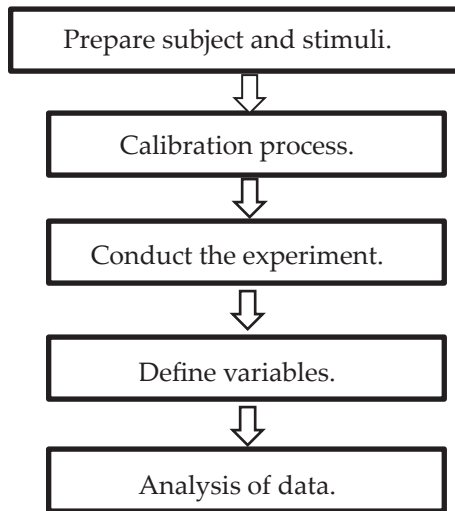 Prepare subject and stimuli.
Calibration process.
Conduct the experiment.
Define variables.
Analysis of data.